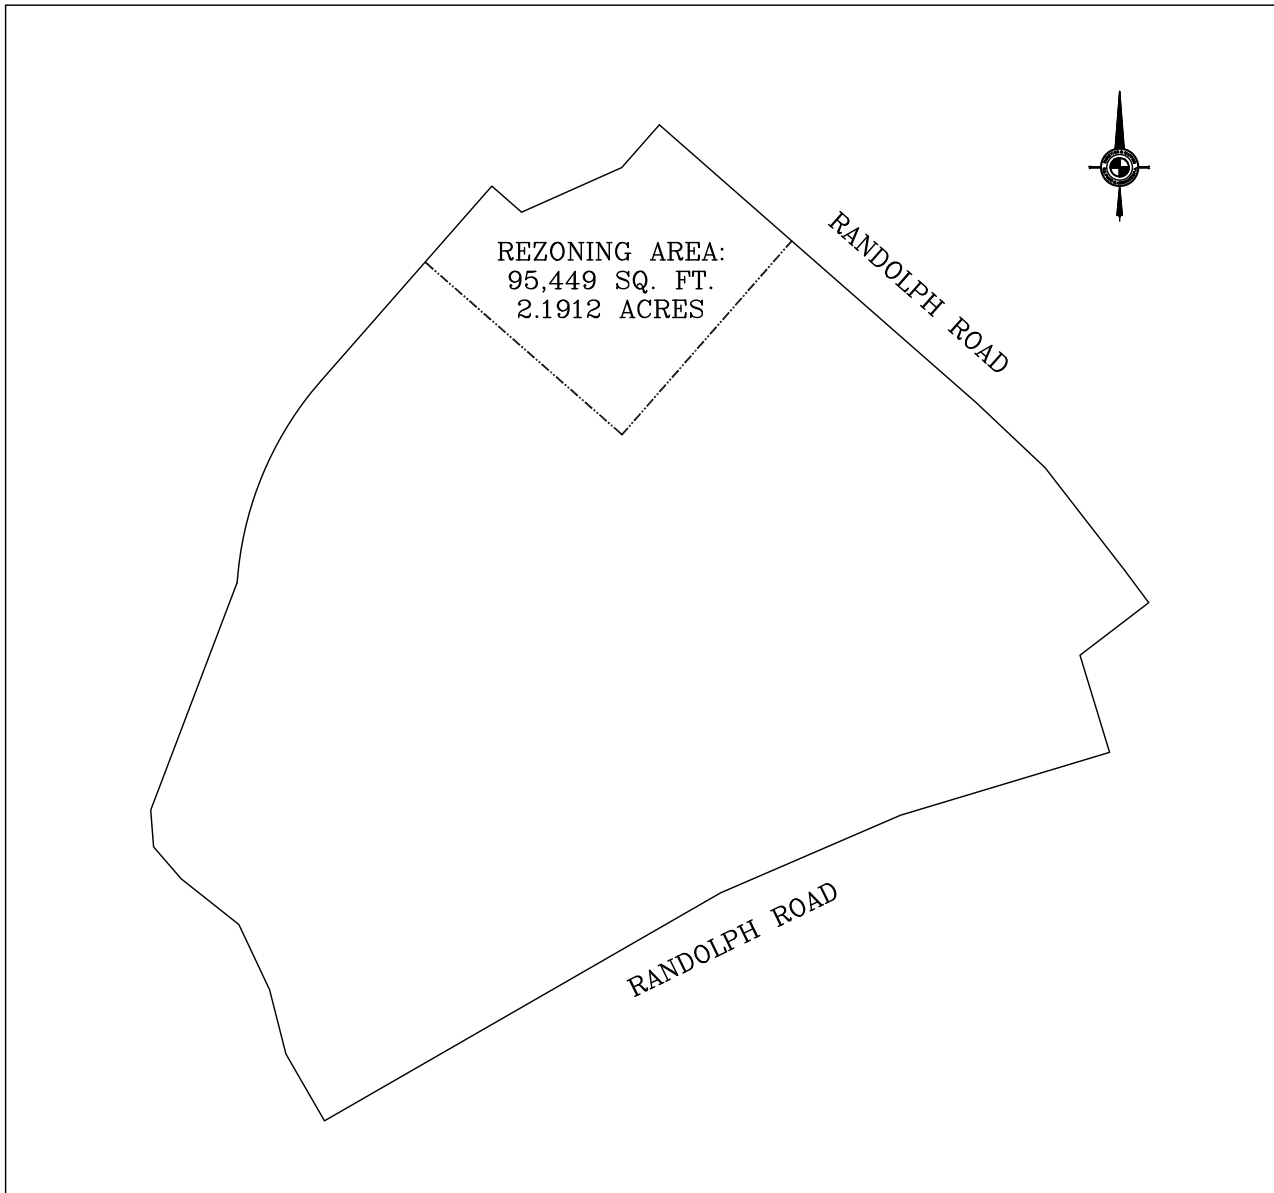 REZONING AREA:
95,449 SQ. FT.
2.1912 ACRES
RANDOLPH ROAD
RANDOLPH ROAD